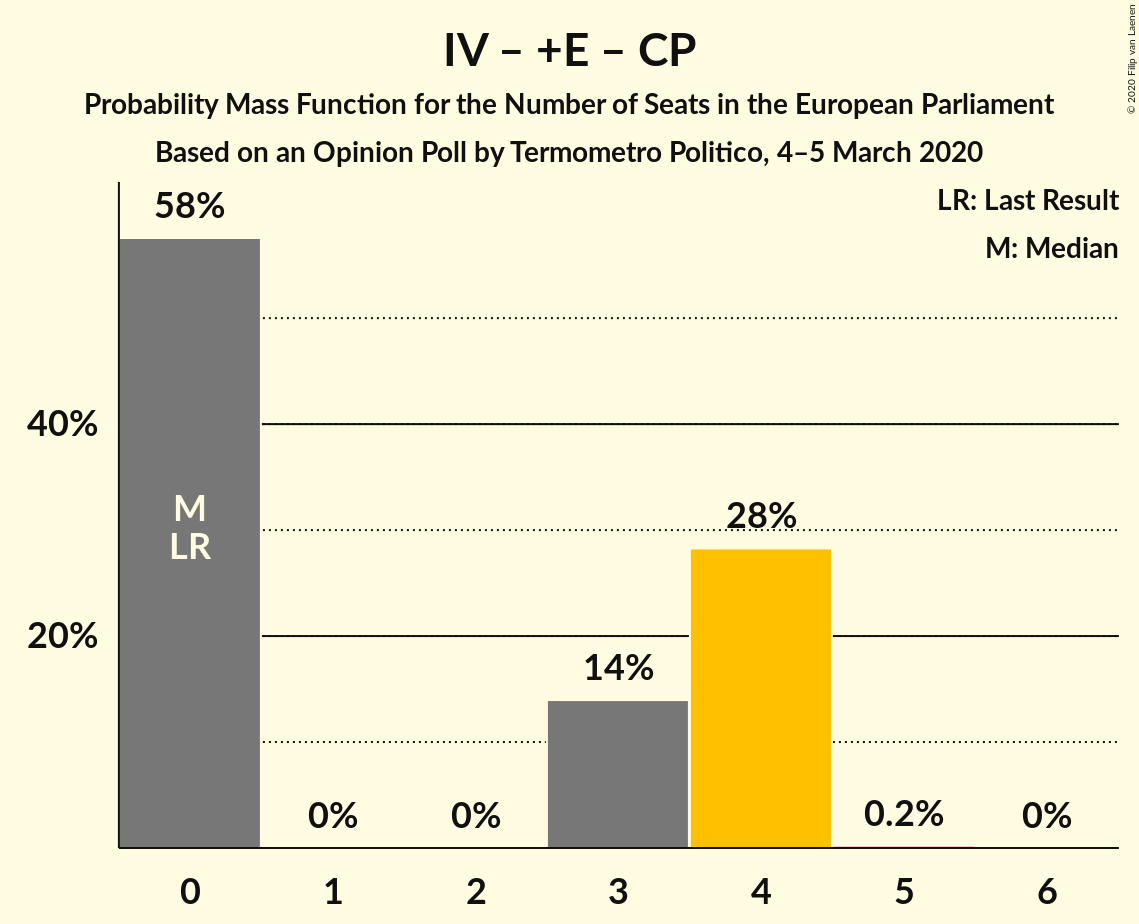 IV – +E – CP
Probability Mass Function for the Number of Seats in the European Parliament
Based on an Opinion Poll by Termometro Politico, 4–5 March 2020
© 2020 Filip van Laenen
LR: Last Result
M: Median
58%
40%
20%
M
LR
0%
0%
14%
28%
0.2%
0%
0
1
2
3
4
5
6